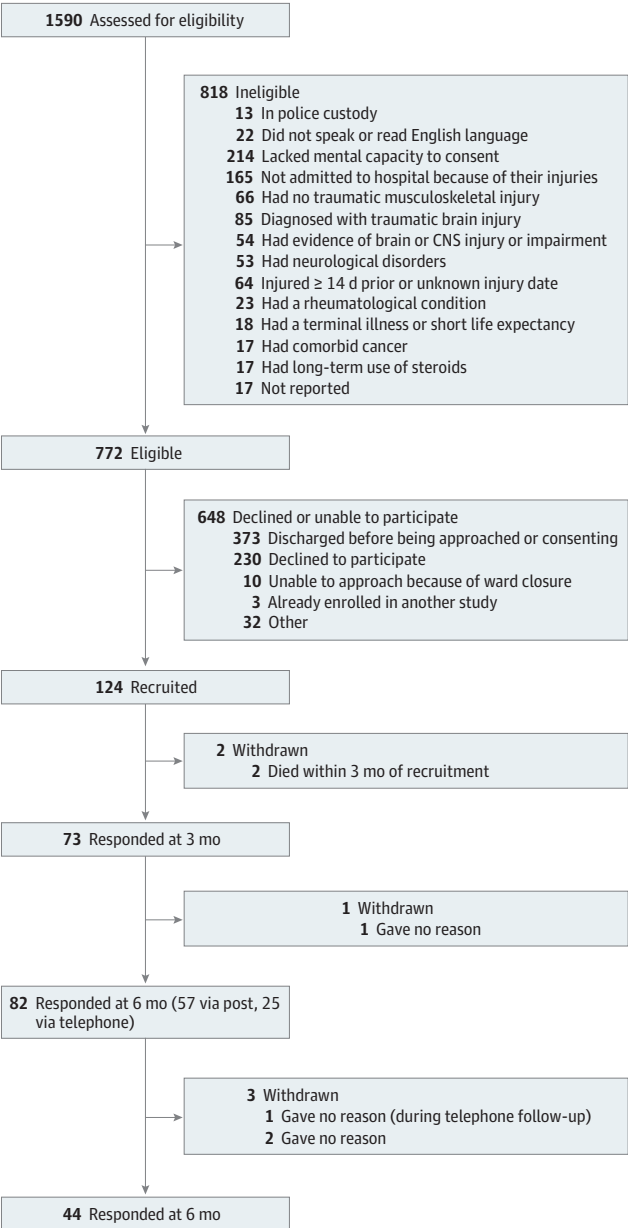 1590 Assessed for eligibility
818 Ineligible
13 In police custody
22 Did not speak or read English language
214 Lacked mental capacity to consent
165 Not admitted to hospital because of their injuries
66 Had no traumatic musculoskeletal injury
85 Diagnosed with traumatic brain injury
54 Had evidence of brain or CNS injury or impairment
53 Had neurological disorders
64 Injured ≥ 14 d prior or unknown injury date
23 Had a rheumatological condition
18 Had a terminal illness or short life expectancy
17 Had comorbid cancer
17 Had long-term use of steroids
17 Not reported
772 Eligible
648 Declined or unable to participate
373 Discharged before being approached or consenting
230 Declined to participate
10 Unable to approach because of ward closure
3 Already enrolled in another study
32 Other
124 Recruited
2 Withdrawn
2 Died within 3 mo of recruitment
73 Responded at 3 mo
1 Withdrawn
1 Gave no reason
82 Responded at 6 mo (57 via post, 25
via telephone)
3 Withdrawn
1 Gave no reason (during telephone follow-up)
2 Gave no reason
44 Responded at 6 mo